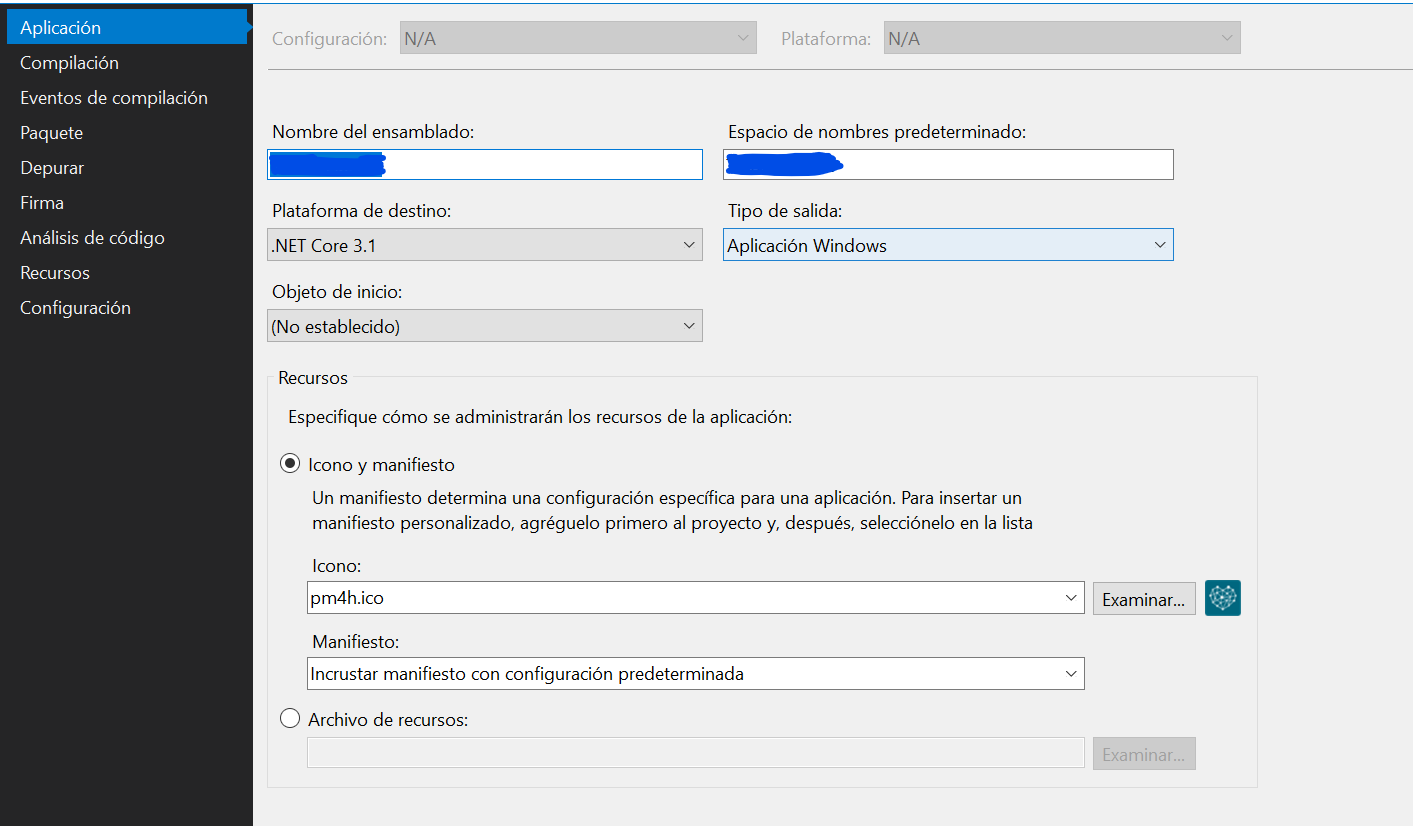 Aplicación
Compilación
Eventos de compilación
Paquete
Depurar
Firma
Análisis de código
Recursos
Configuración
Configuración: N/A Plataforma: N/A
Nombre del ensamblado: Espacio de nombres predeterminado:
Plataforma de destino: Tipo de salida:
.NET Core 3.1 Aplicación Windows
Objeto de inicio:
(No establecido)
Recursos
Especifique cómo se administrarán los recursos de la aplicación:
Icono y manifiesto
Un manifiesto determina una configuración específica para una aplicación. Para insertar un
manifiesto personalizado, agréguelo primero al proyecto y, después, selecciónelo en la lista
Icono:
pm4h.ico Examinar...
Manifiesto:
Incrustar manifiesto con configuración predeterminada
Archivo de recursos:
Examinar...